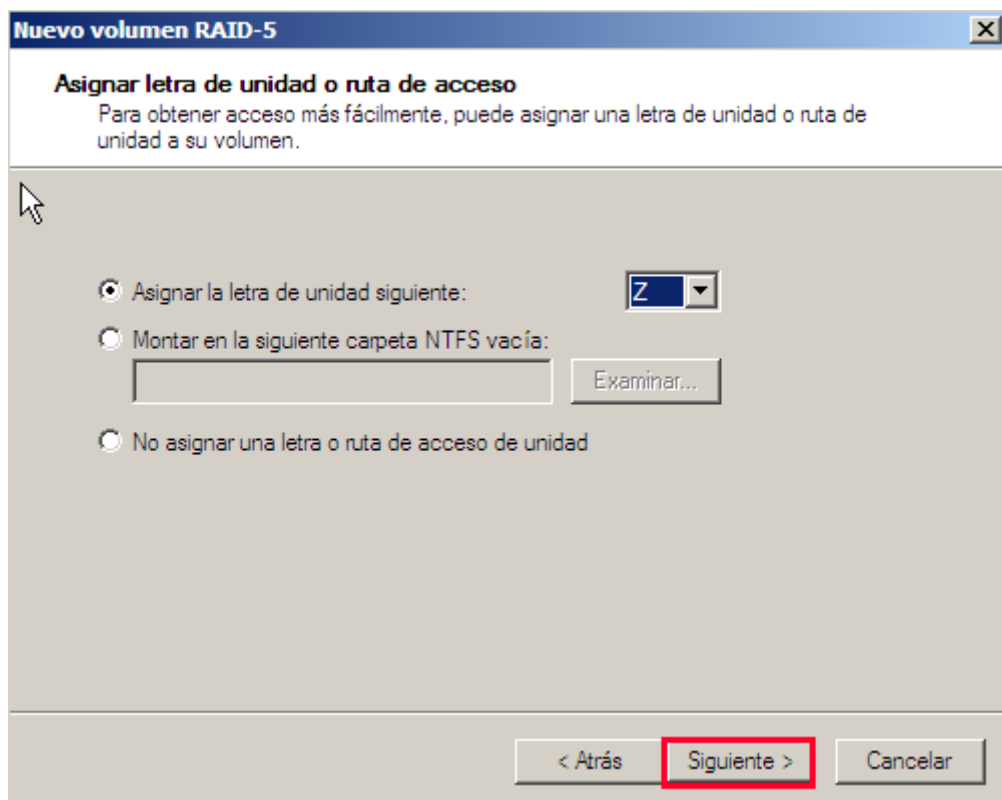 Nuevo volumen RAID-5
Asignar letra de unidad o ruta de acceso
Para obtener acceso más fácilmente, puede asignar una letra de unidad o ruta de
unidad a su volumen.
Asignar la letra de unidad siguiente: Z
Montar en la siguiente carpeta NTFS vacía:
Examinar...
No asignar una letra o ruta de acceso de unidad
< Atrás Siguiente > Cancelar